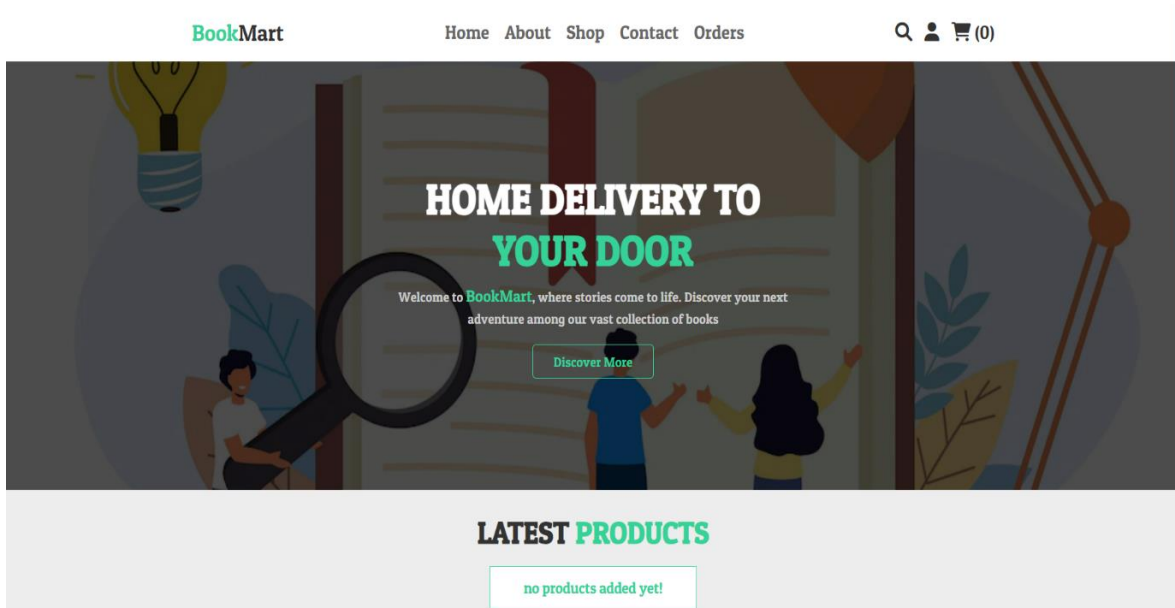 BookMart
Home About Shop Contact Orders
(0)
HOME DELIVERY TO
YOUR DOOR
Welcome to BookMart, where stories come to life. Discover your next
adventure among our vast collection of books
Discover More
LATEST PRODUCTS
no products added yet!